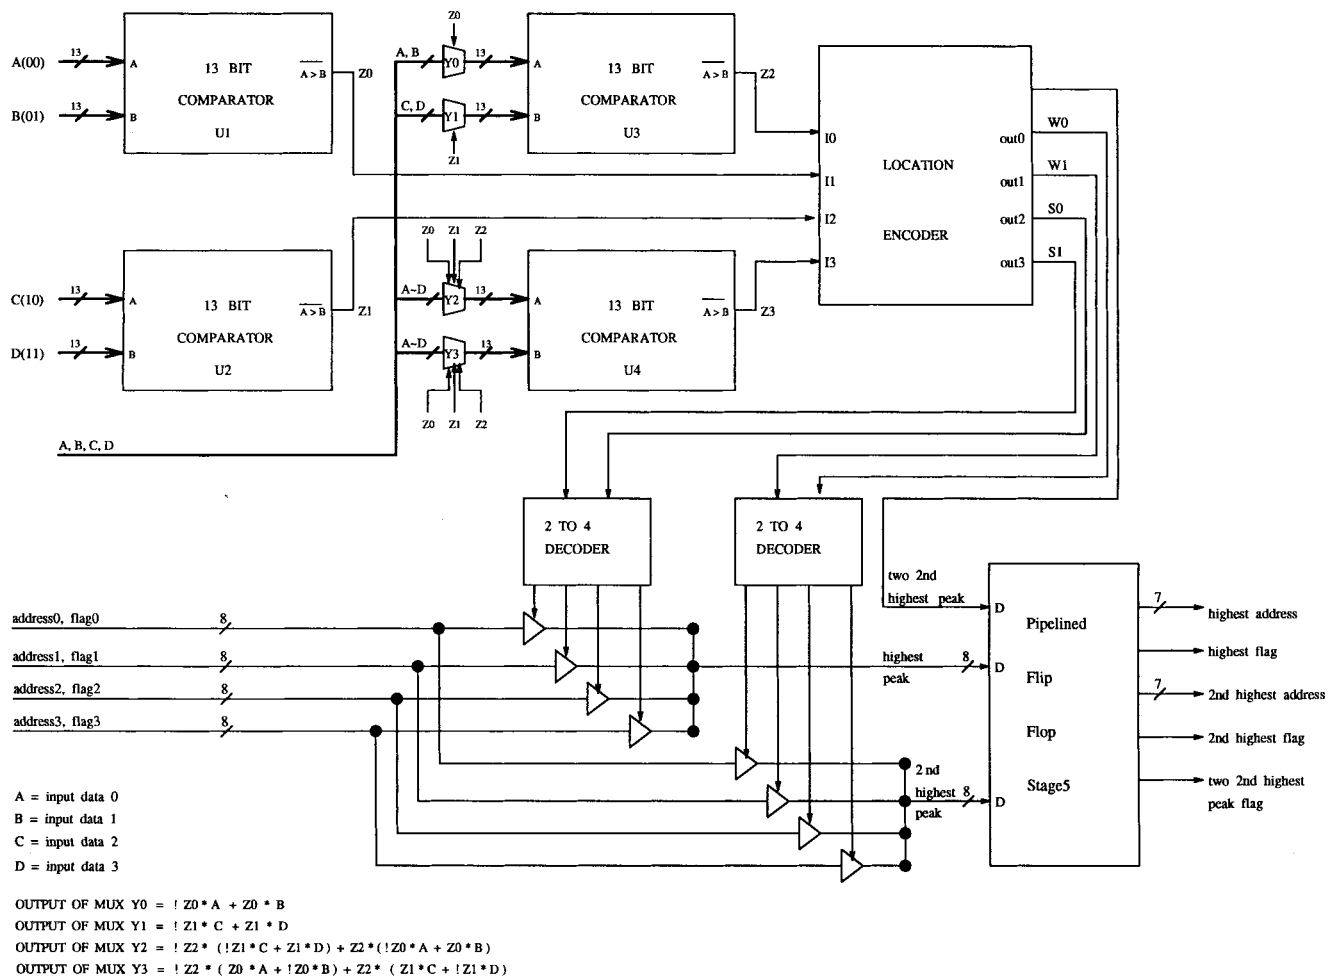 Z0
A(00)
13
A
13 BIT
A > B
Z0
COMPARATOR
B(01)
13
B
U1
A, B
Y0
13
A
13 BIT
A > B
Z2
COMPARATOR
C, D
Y1
13
B
U3
Z1
I0
I1
I2
I3
LOCATION
ENCODER
out0
out1
out2
out3
W0
W1
S0
S1
C(10)
13
A
13 BIT
A > B
Z1
COMPARATOR
D(11)
13
B
U2
Z0 Z1 Z2
A~D
Y2
13
A
13 BIT
A > B
Z3
COMPARATOR
A~D
Y3
13
B
U4
Z0 Z1 Z2
A, B, C, D
2 TO 4
DECODER
2 TO 4
DECODER
two 2nd
highest peak
address0, flag0
8
address1, flag1
8
address2, flag2
8
address3, flag3
8
highest
peak
8
2 nd
highest
peak
8
D
D
D
Pipelined
Flip
Flop
Stage5
7
highest address
highest flag
7
2nd highest address
2nd highest flag
two 2nd highest
peak flag
A = input data 0
B = input data 1
C = input data 2
D = input data 3
OUTPUT OF MUX Y0 = ! Z0 * A + Z0 * B
OUTPUT OF MUX Y1 = ! Z1 * C + Z1 * D
OUTPUT OF MUX Y2 = ! Z2 * ( !Z1 * C + Z1 * D ) + Z2 * ( !Z0 * A + Z0 * B )
OUTPUT OF MUX Y3 = ! Z2 * ( Z0 * A + !Z0 * B ) + Z2 * ( Z1 * C + !Z1 * D )